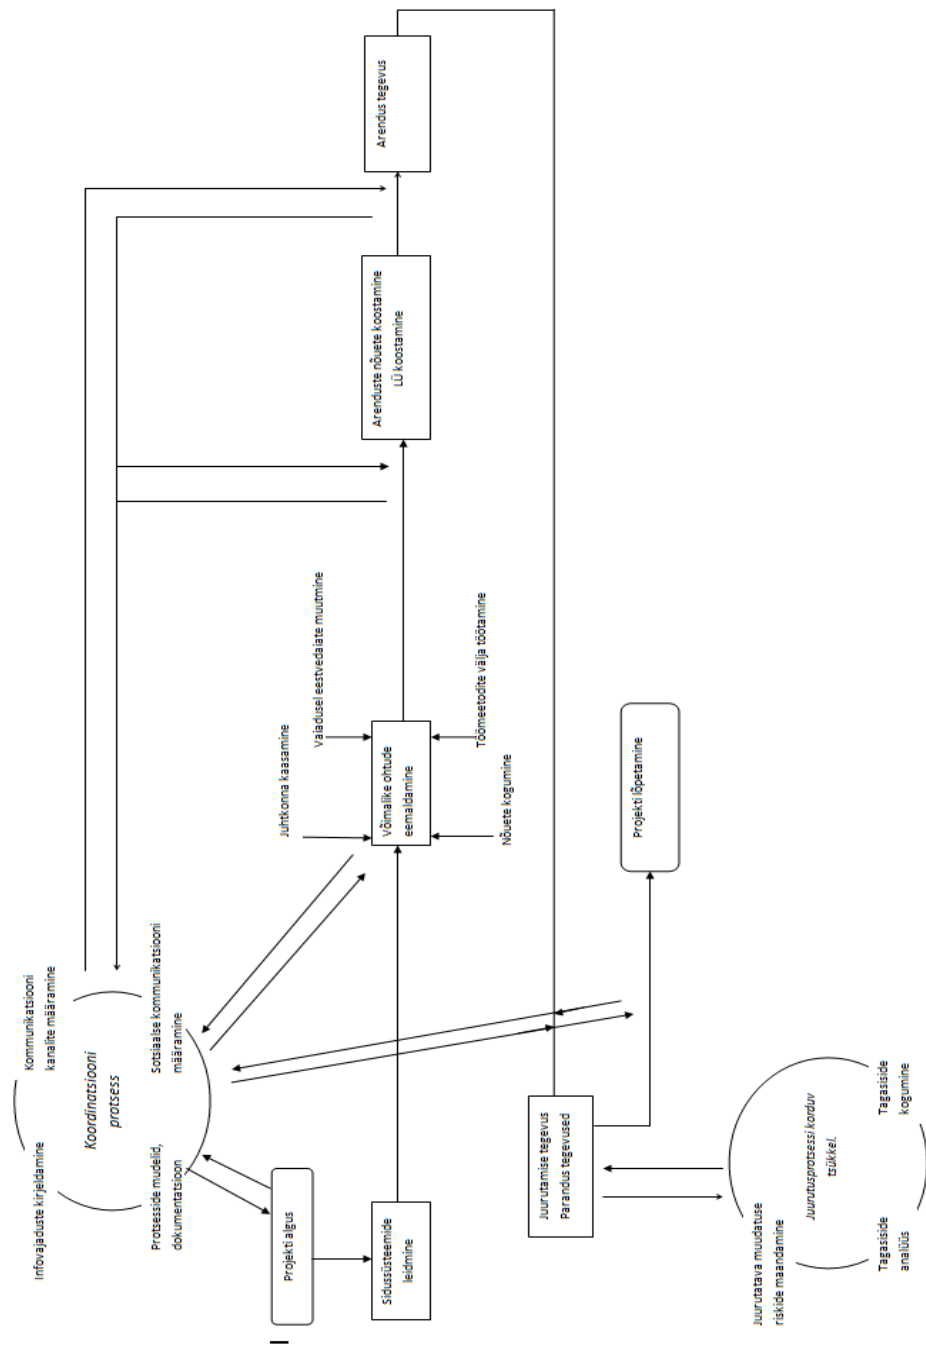 Infovajaduste kirjeldamine
Kommunikatsiooni
kanalite määramine
Koordinatsiooni
protsess
Protsesside mudelid,
dokumentatsioon
Sotsiaalse kommunikatsiooni
määramine
Projekti algus
Sidussüsteemide
leidmine
Juhtkonna kaasamine
Vajadusel eestvedajate muutmine
Võimalike ohtude
eemaldamine
Nõuete kogumine
Töömeetodite välja töötamine
Arenduste nõuete koostamine
LÜ koostamine
Arendus tegevus
Juurutamise tegevus
Parandus tegevused
Projekti lõpetamine
Juurutatava muudatuse
riskide maandamine
Juurutusprotsessi korduv
tsükkel.
Tagasiside
analüüs
Tagasiside
kogumine